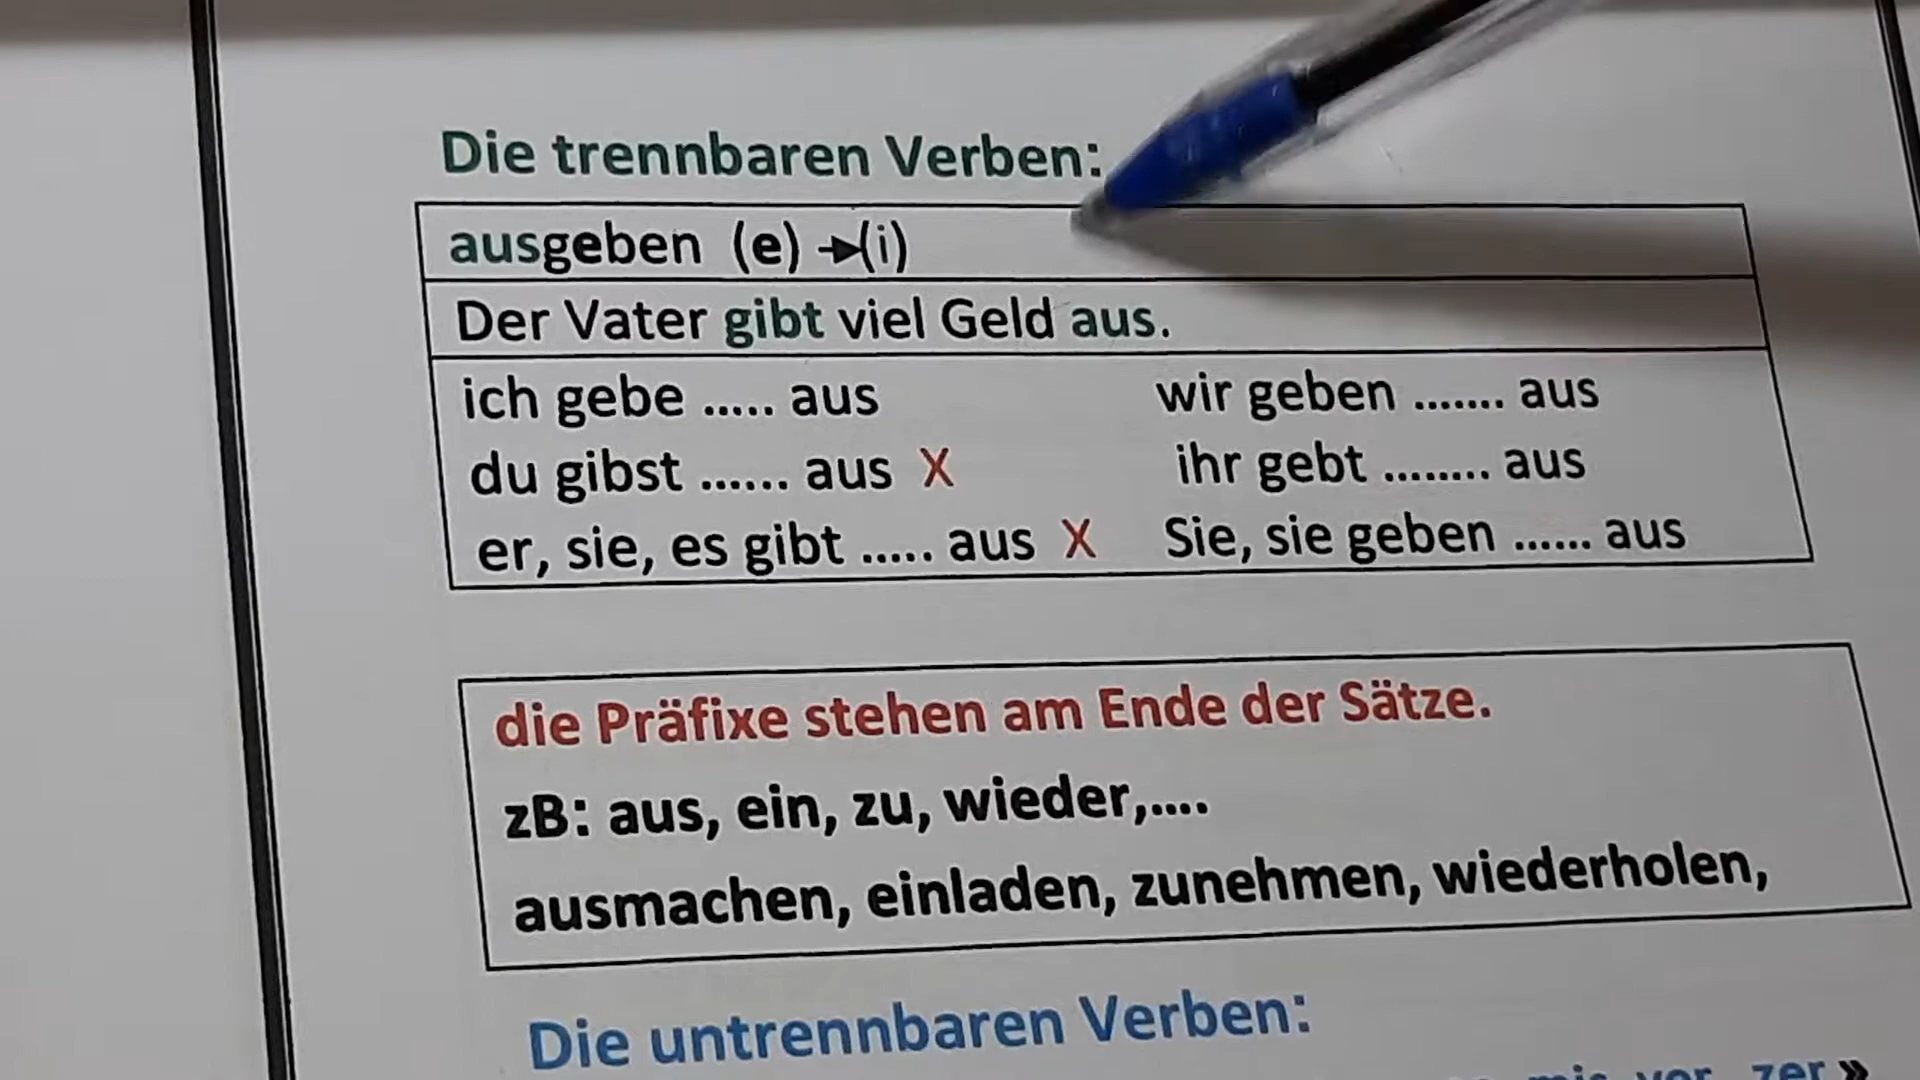 Die trennbaren Verben:
ausgeben (e) →(i)
Der Vater gibt viel Geld aus.
ich gebe ..... aus wir geben ....... aus
du gibst ...... aus X ihr gebt ........ aus
er, sie, es gibt ..... aus X Sie, sie geben ...... aus
die Präfixe stehen am Ende der Sätze.
zB: aus, ein, zu, wieder,....
ausmachen, einladen, zunehmen, wiederholen,
Die untrennbaren Verben:
zer »